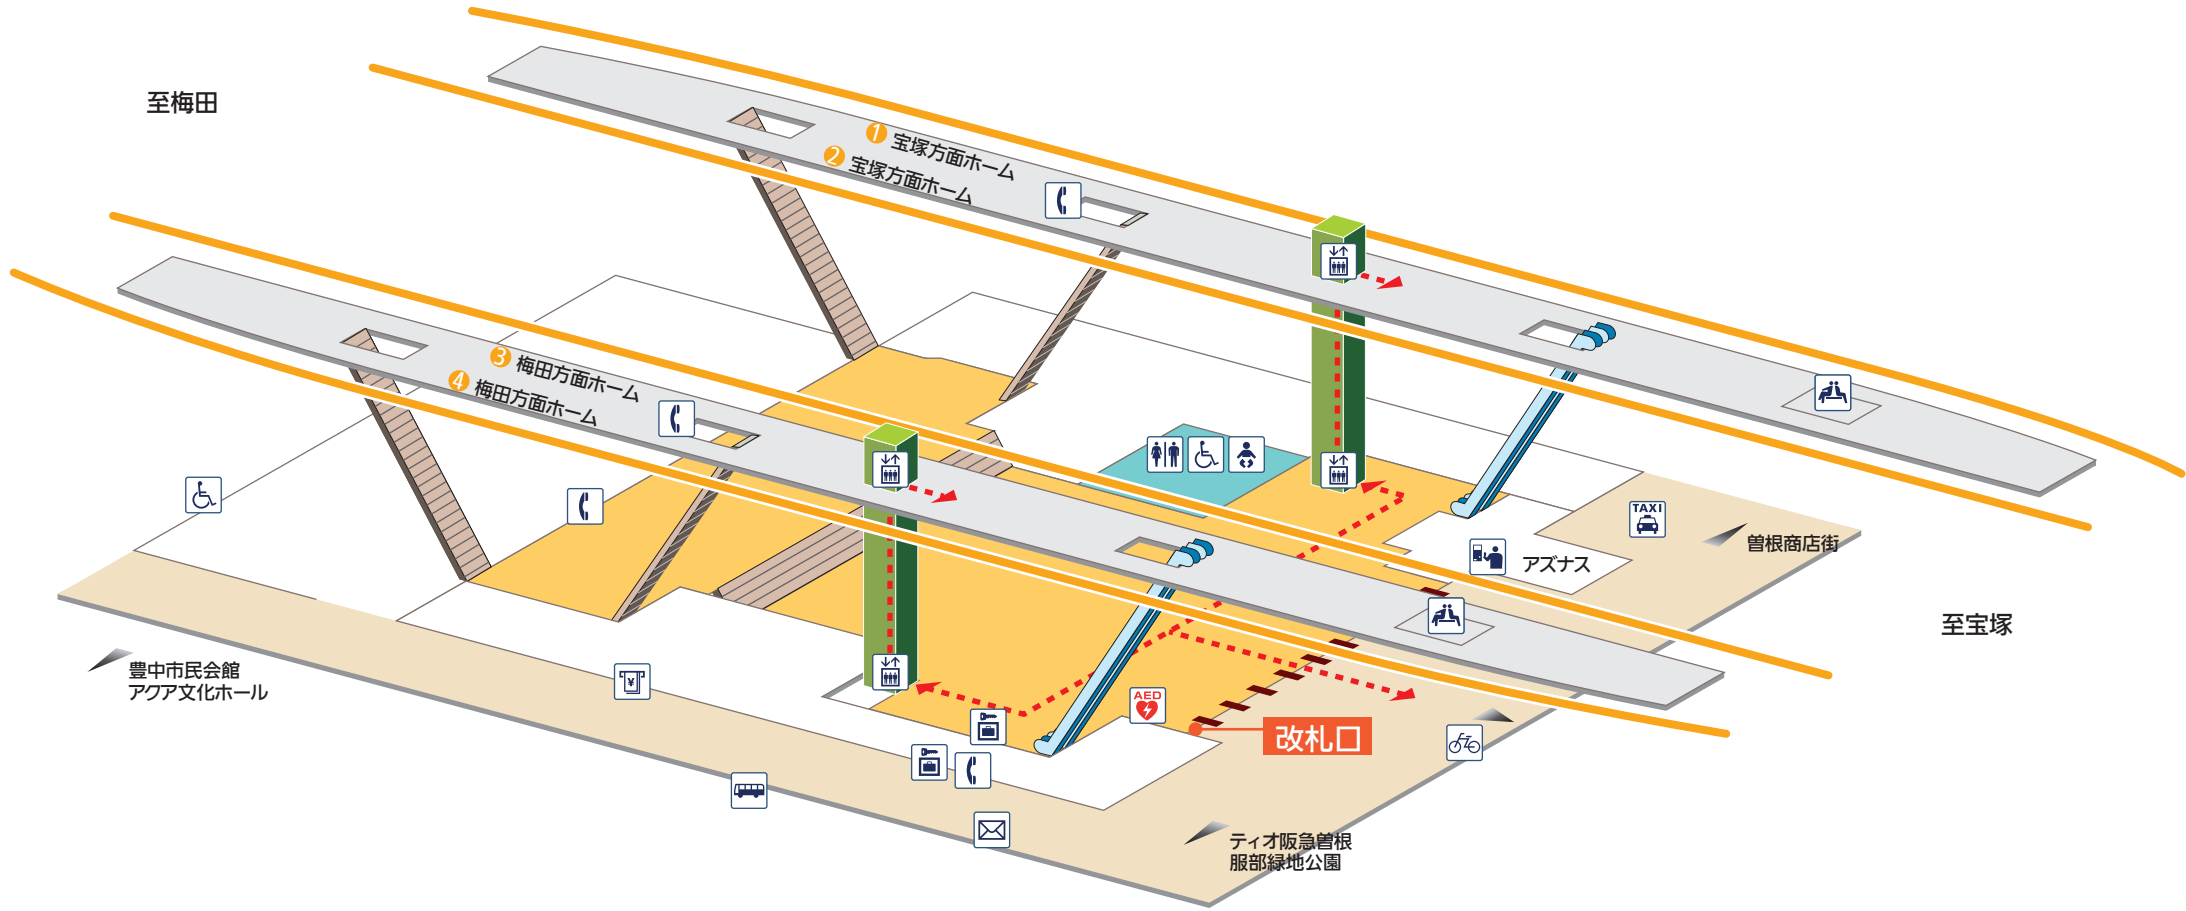 至梅田
1 宝塚方面ホーム
2 宝塚方面ホーム
3 梅田方面ホーム
4 梅田方面ホーム
TAXI
曽根商店街
アズナス
至宝塚
豊中市民会館
アクア文化ホール
¥
AED
改札口
ティオ阪急曽根
服部緑地公園